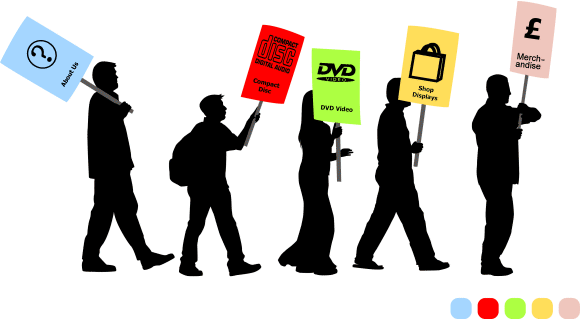 ?
About Us
COMPACT
disc
DIGITAL AUDIO
Compact
Disc
DVD
VIDEO
DVD Video
Shop
Displays
£
Merch-
andise